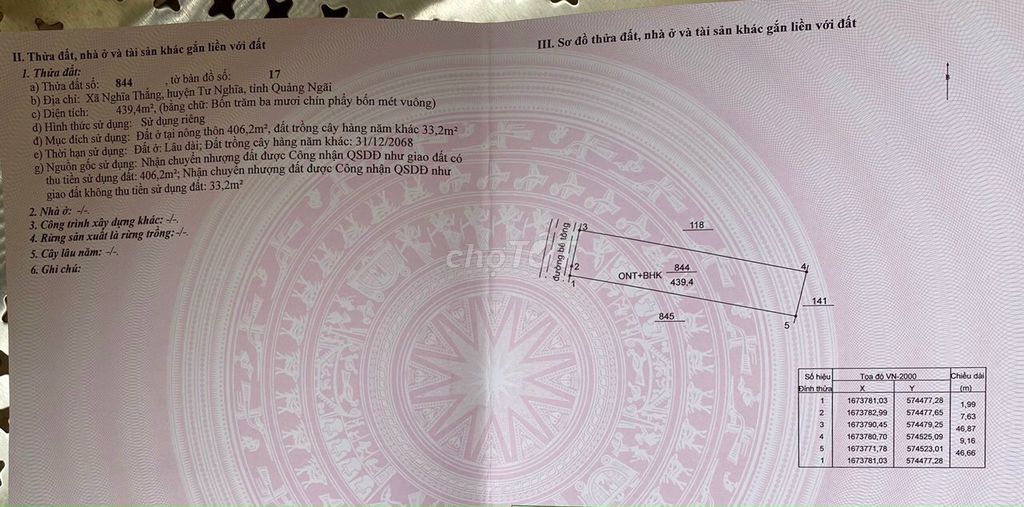 II. Thửa đất, nhà ở và tài sản khác gắn liền với đất
1. Thửa đất:
a) Thửa đất số: 844 , tờ bản đồ số: 17
b) Địa chỉ: Xã Nghĩa Thắng, huyện Tư Nghĩa, tỉnh Quảng Ngãi
c) Diện tích: 439,4m², (bằng chữ: Bốn trăm ba mươi chín phẩy bốn mét vuông)
d) Hình thức sử dụng: Sử dụng riêng
đ) Mục đích sử dụng: Đất ở tại nông thôn 406,2m², đất trồng cây hàng năm khác 33,2m²
e) Thời hạn sử dụng: Đất ở: Lâu dài; Đất trồng cây hàng năm khác: 31/12/2068
g) Nguồn gốc sử dụng: Nhận chuyển nhượng đất được Công nhận QSDĐ như giao đất có
thu tiền sử dụng đất: 406,2m²; Nhận chuyển nhượng đất được Công nhận QSDĐ như
giao đất không thu tiền sử dụng đất: 33,2m²
2. Nhà ở: -/-.
3. Công trình xây dựng khác: -/-.
4. Rừng sản xuất là rừng trồng: -/-.
5. Cây lâu năm: -/-.
6. Ghi chú:
III. Sơ đồ thửa đất, nhà ở và tài sản khác gắn liền với đất
B
đường bê tông
3
118
2
1
ONT+BHK 844
439,4
4
141
845
5
chợTỐT
Số hiệu Tọa độ VN-2000 Chiều dài
Đỉnh thửa X Y (m)
1 1673781,03 574477,28
1,99
2 1673782,99 574477,65
7,63
3 1673790,45 574479,25
46,87
4 1673780,70 574525,09
9,16
5 1673771,78 574523,01
46,66
1 1673781,03 574477,28